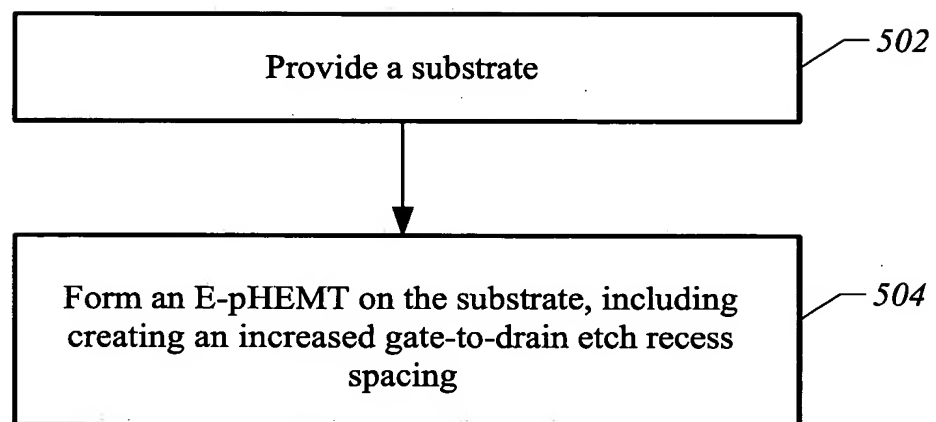 Provide a substrate
502
Form an E-pHEMT on the substrate, including
creating an increased gate-to-drain etch recess
spacing
504